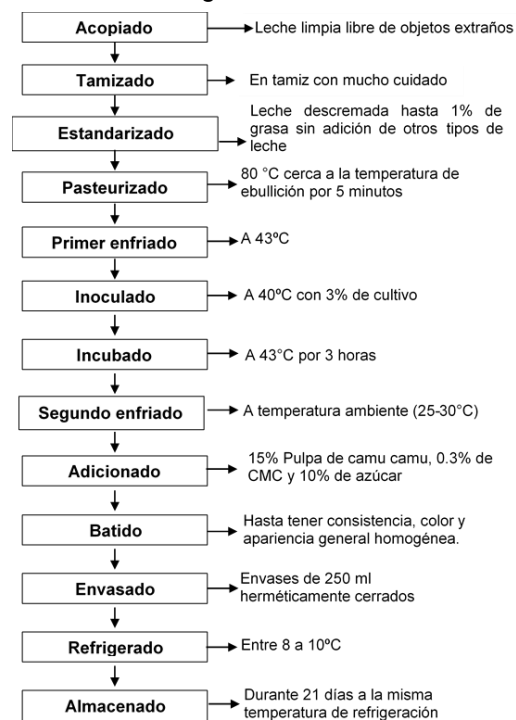 Acopiado
Leche limpia libre de objetos extraños
Tamizado
En tamiz con mucho cuidado
Estandarizado
Leche descremada hasta 1% de
grasa sin adición de otros tipos de
leche
Pasteurizado
80 °C cerca a la temperatura de
ebullición por 5 minutos
Primer enfriado
A 43ºC
Inoculado
A 40ºC con 3% de cultivo
Incubado
A 43°C por 3 horas
Segundo enfriado
A temperatura ambiente (25-30°C)
Adicionado
15% Pulpa de camu camu, 0.3% de
CMC y 10% de azúcar
Batido
Hasta tener consistencia, color y
apariencia general homogénea.
Envasado
Envases de 250 ml
herméticamente cerrados
Refrigerado
Entre 8 a 10ºC
Almacenado
Durante 21 días a la misma
temperatura de refrigeración